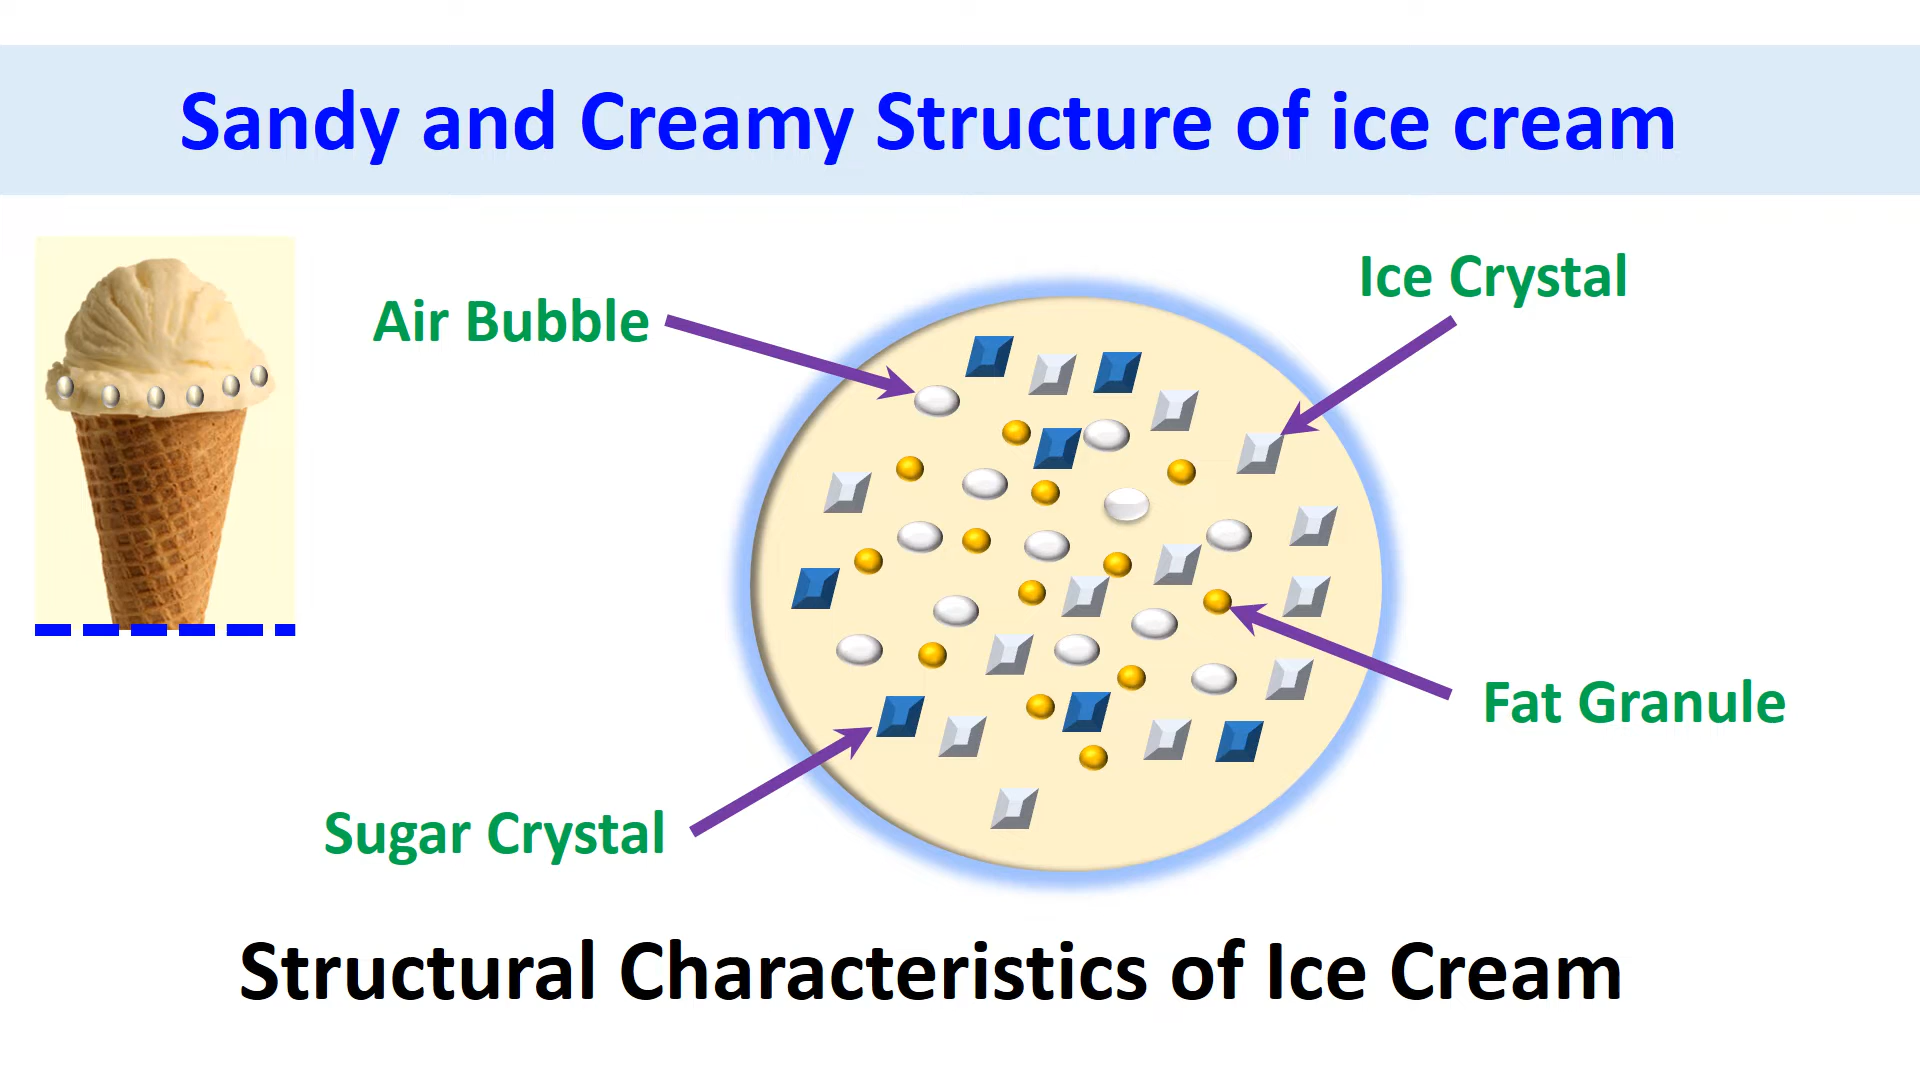 Sandy and Creamy Structure of ice cream
Ice Crystal
Air Bubble
Fat Granule
Sugar Crystal
Structural Characteristics of Ice Cream